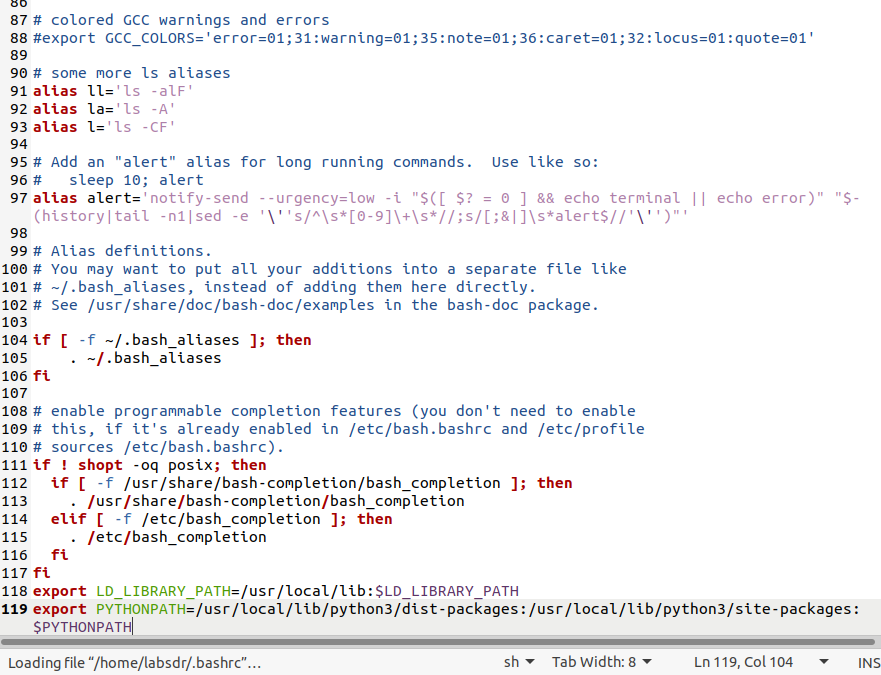 86
87 # colored GCC warnings and errors
88 #export GCC_COLORS='error=01;31:warning=01;35:note=01;36:caret=01;32:locus=01:quote=01'
89
90 # some more ls aliases
91 alias ll='ls -alF'
92 alias la='ls -A'
93 alias l='ls -CF'
94
95 # Add an "alert" alias for long running commands.  Use like so:
96 #   sleep 10; alert
97 alias alert='notify-send --urgency=low -i "$([ $? = 0 ] && echo terminal || echo error)" "$-
(history|tail -n1|sed -e '\''s/^\s*[0-9]\+\s*//;s/[;&|]\s*alert$//'\'')"'
98
99 # Alias definitions.
100 # You may want to put all your additions into a separate file like
101 # ~/.bash_aliases, instead of adding them here directly.
102 # See /usr/share/doc/bash-doc/examples in the bash-doc package.
103
104 if [ -f ~/.bash_aliases ]; then
105     . ~/.bash_aliases
106 fi
107
108 # enable programmable completion features (you don't need to enable
109 # this, if it's already enabled in /etc/bash.bashrc and /etc/profile
110 # sources /etc/bash.bashrc).
111 if ! shopt -oq posix; then
112   if [ -f /usr/share/bash-completion/bash_completion ]; then
113     . /usr/share/bash-completion/bash_completion
114   elif [ -f /etc/bash_completion ]; then
115     . /etc/bash_completion
116   fi
117 fi
118 export LD_LIBRARY_PATH=/usr/local/lib:$LD_LIBRARY_PATH
119 export PYTHONPATH=/usr/local/lib/python3/dist-packages:/usr/local/lib/python3/site-packages:
$PYTHONPATH
Loading file “/home/labsdr/.bashrc”… sh Tab Width: 8 Ln 119, Col 104 INS